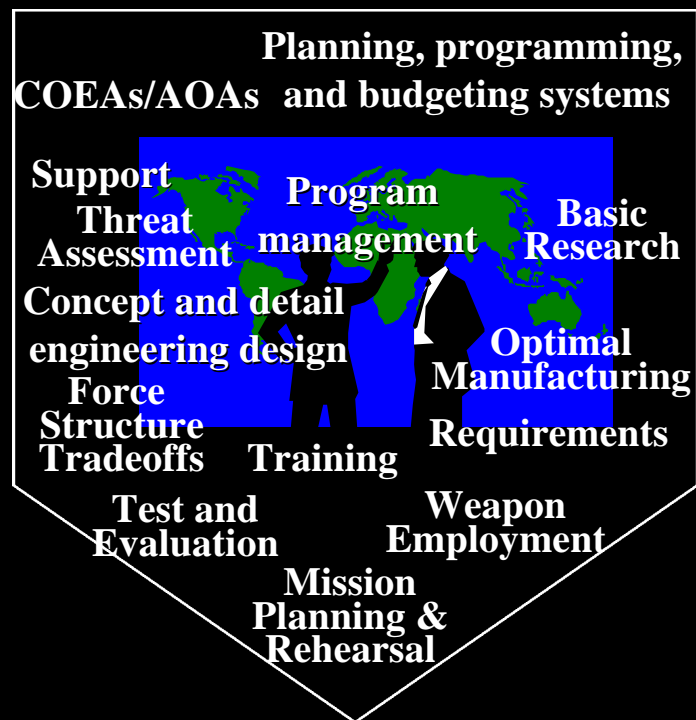 Planning, programming,
COEAs/AOAs and budgeting systems
Support
Program
management
Threat
Assessment
Basic
Research
Concept and detail
engineering design
Optimal
Manufacturing
Force
Structure
Tradeoffs
Training
Requirements
Test and
Evaluation
Weapon
Employment
Mission
Planning &
Rehearsal